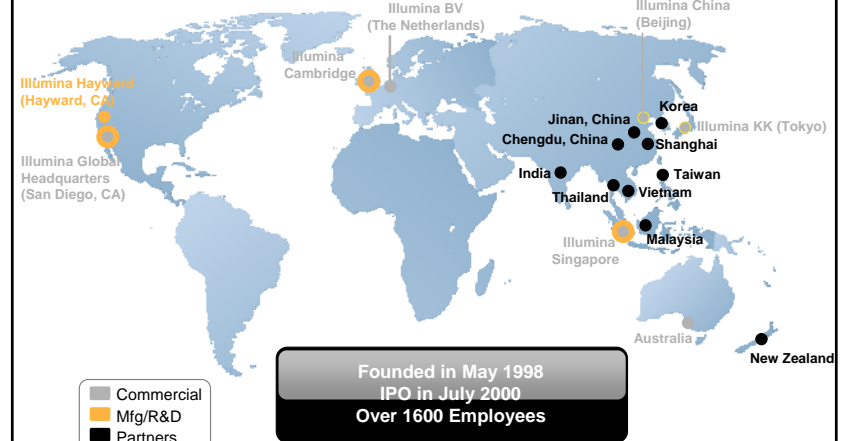 Illumina BV
(The Netherlands)
Illumina China
(Beijing)
Illumina
Cambridge
Illumina Hayward
(Hayward, CA)
Illumina Global
Headquarters
(San Diego, CA)
Korea
Jinan, China
Illumina KK (Tokyo)
Chengdu, China
Shanghai
India
Taiwan
Thailand
Vietnam
Malaysia
Illumina
Singapore
Australia
New Zealand
Founded in May 1998
IPO in July 2000
Over 1600 Employees
Commercial
Mfg/R&D
Partners